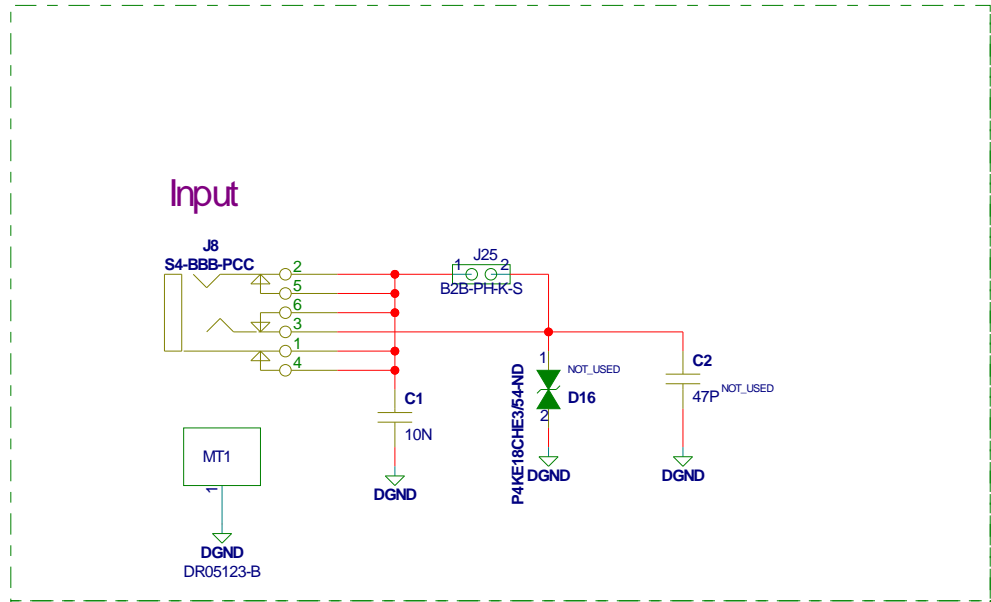 Input
J8
S4-BBB-PCC
2
5
6
3
1
4
J25
1 2
B2B-PH-K-S
C1
10N
DGND
1
NOT_USED
D16
2
P4KE18CHE3/54-ND
DGND
C2
47P NOT_USED
DGND
MT1
1
DGND
DR05123-B